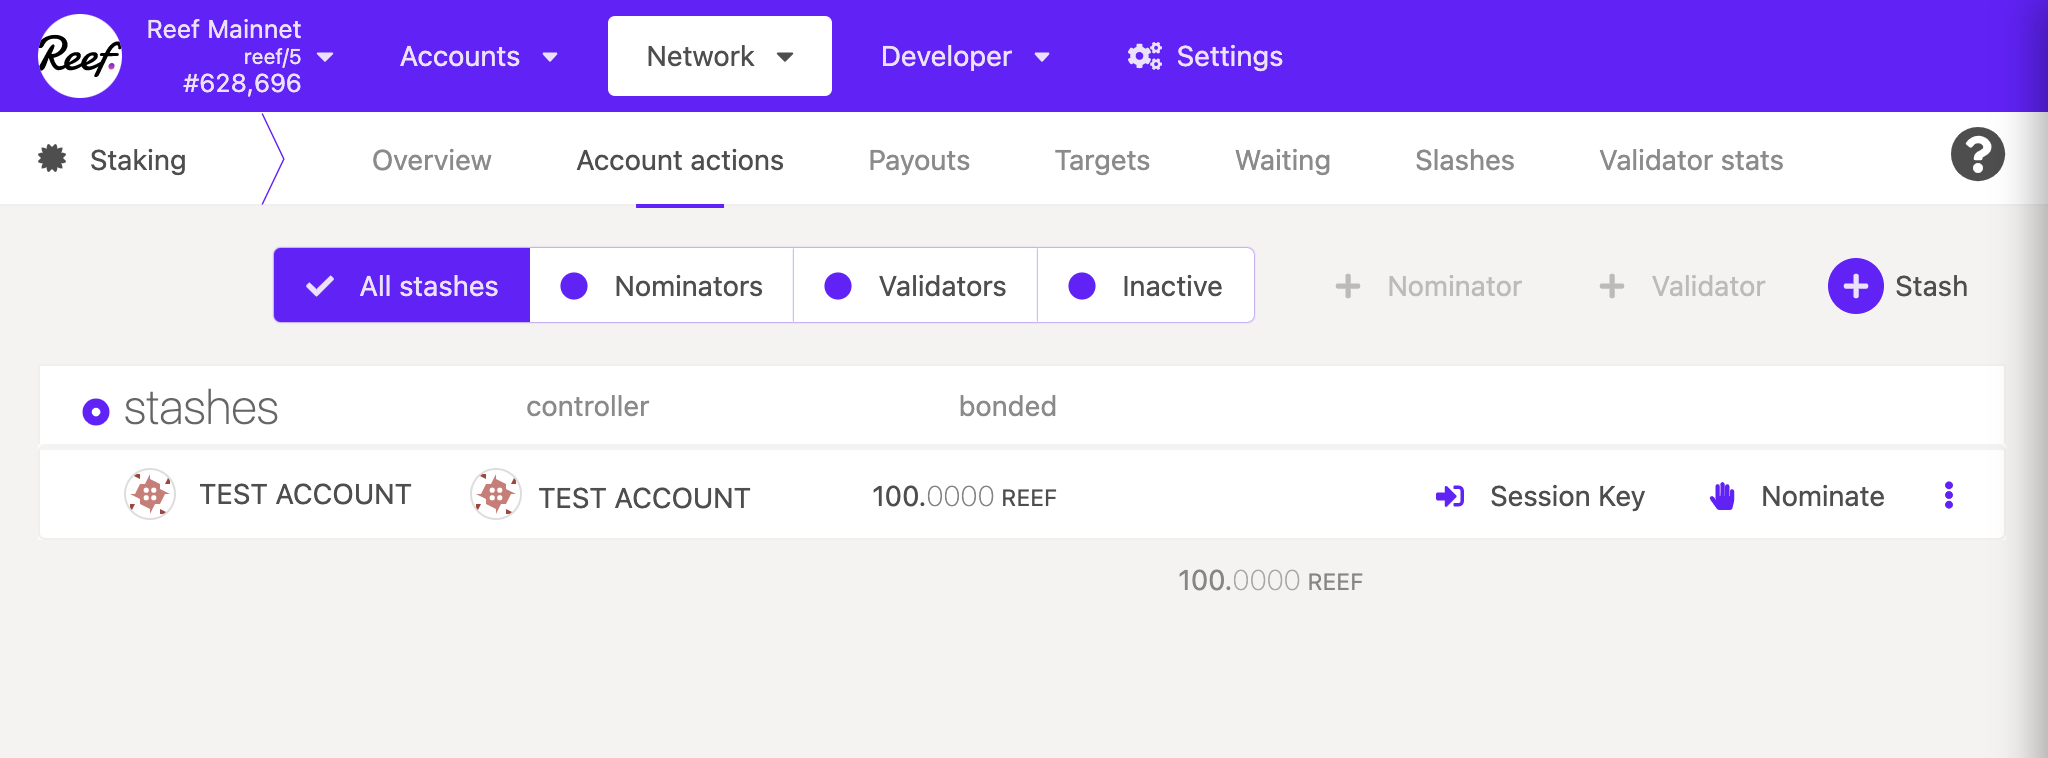 Reef.
Reef Mainnet
reef/5
#628,696
Accounts
Network
Developer
Settings
Staking
Overview
Account actions
Payouts
Targets
Waiting
Slashes
Validator stats
?
All stashes
Nominators
Validators
Inactive
+ Nominator
+ Validator
+ Stash
stashes
controller
bonded
TEST ACCOUNT
TEST ACCOUNT
100.0000 REEF
Session Key
Nominate
100.0000 REEF